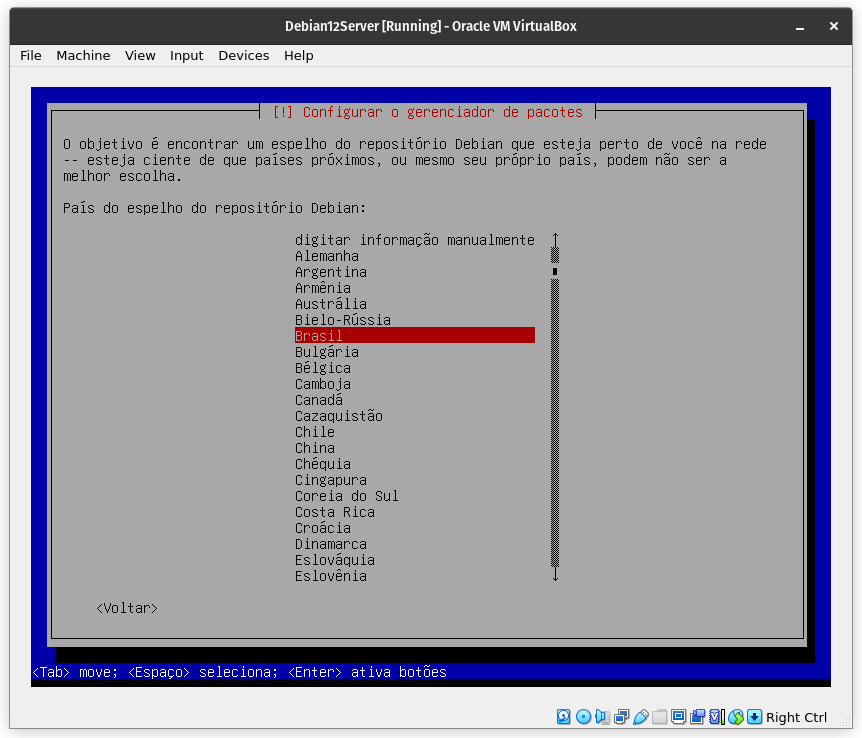 Debian12Server [Running] - Oracle VM VirtualBox
File Machine View Input Devices Help
[!] Configurar o gerenciador de pacotes
O objetivo é encontrar um espelho do repositório Debian que esteja perto de você na rede
-- esteja ciente de que países próximos, ou mesmo seu próprio país, podem não ser a
melhor escolha.
País do espelho do repositório Debian:
digitar informação manualmente
Alemanha
Argentina
Armênia
Austrália
Bielo-Rússia
Brasil
Bulgária
Bélgica
Camboja
Canadá
Cazaquistão
Chile
China
Chéquia
Cingapura
Coreia do Sul
Costa Rica
Croácia
Dinamarca
Eslováquia
Eslovênia
<Voltar>
<Tab> move; <Espaço> seleciona; <Enter> ativa botões
Right Ctrl